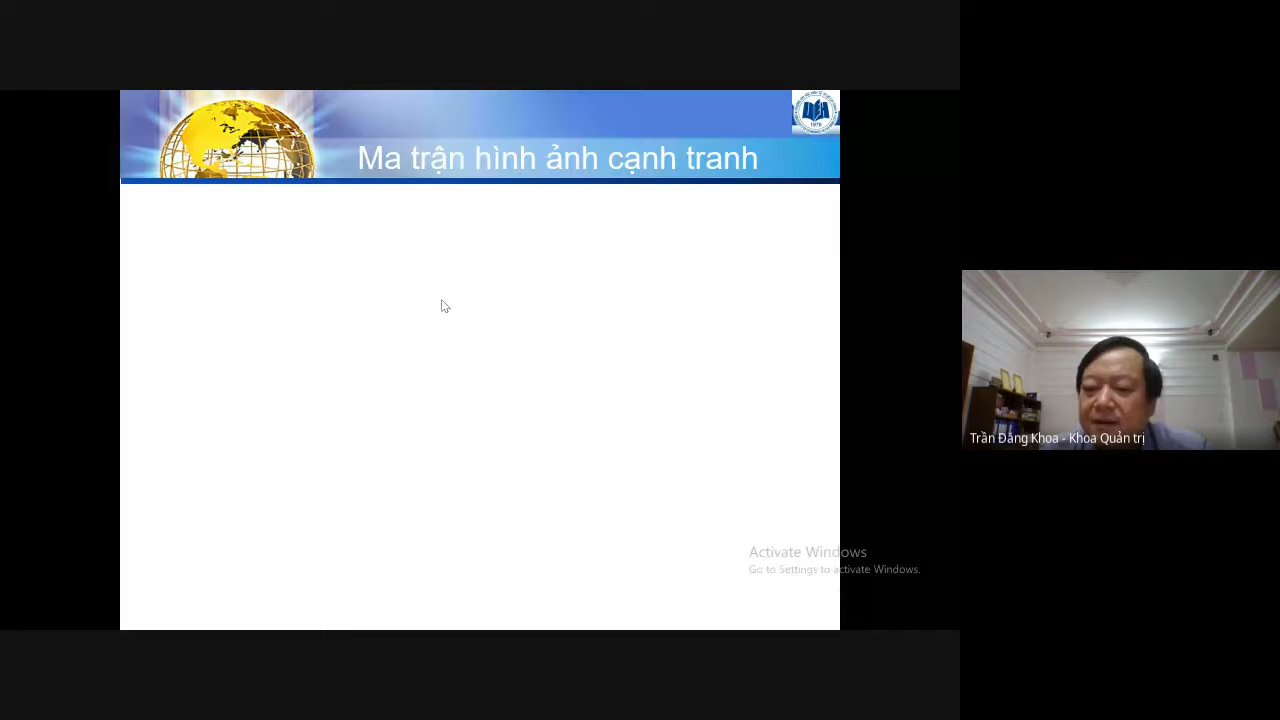 Ma trận hình ảnh cạnh tranh
1976
Activate Windows
Go to Settings to activate Windows.
Trần Đăng Khoa - Khoa Quản trị